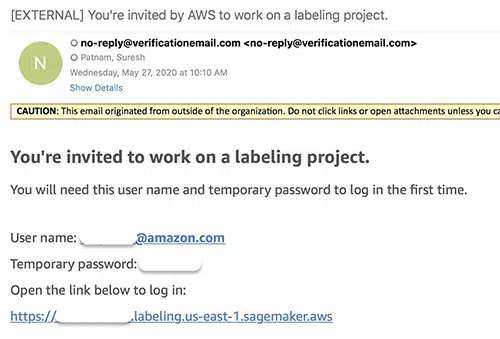 [EXTERNAL] You're invited by AWS to work on a labeling project.
N
no-reply@verificationemail.com <no-reply@verificationemail.com>
Patnam, Suresh
Wednesday, May 27, 2020 at 10:10 AM
Show Details
CAUTION: This email originated from outside of the organization. Do not click links or open attachments unless you ca
You're invited to work on a labeling project.
You will need this user name and temporary password to log in the first time.
User name: @amazon.com
Temporary password:
Open the link below to log in:
https:// .labeling.us-east-1.sagemaker.aws